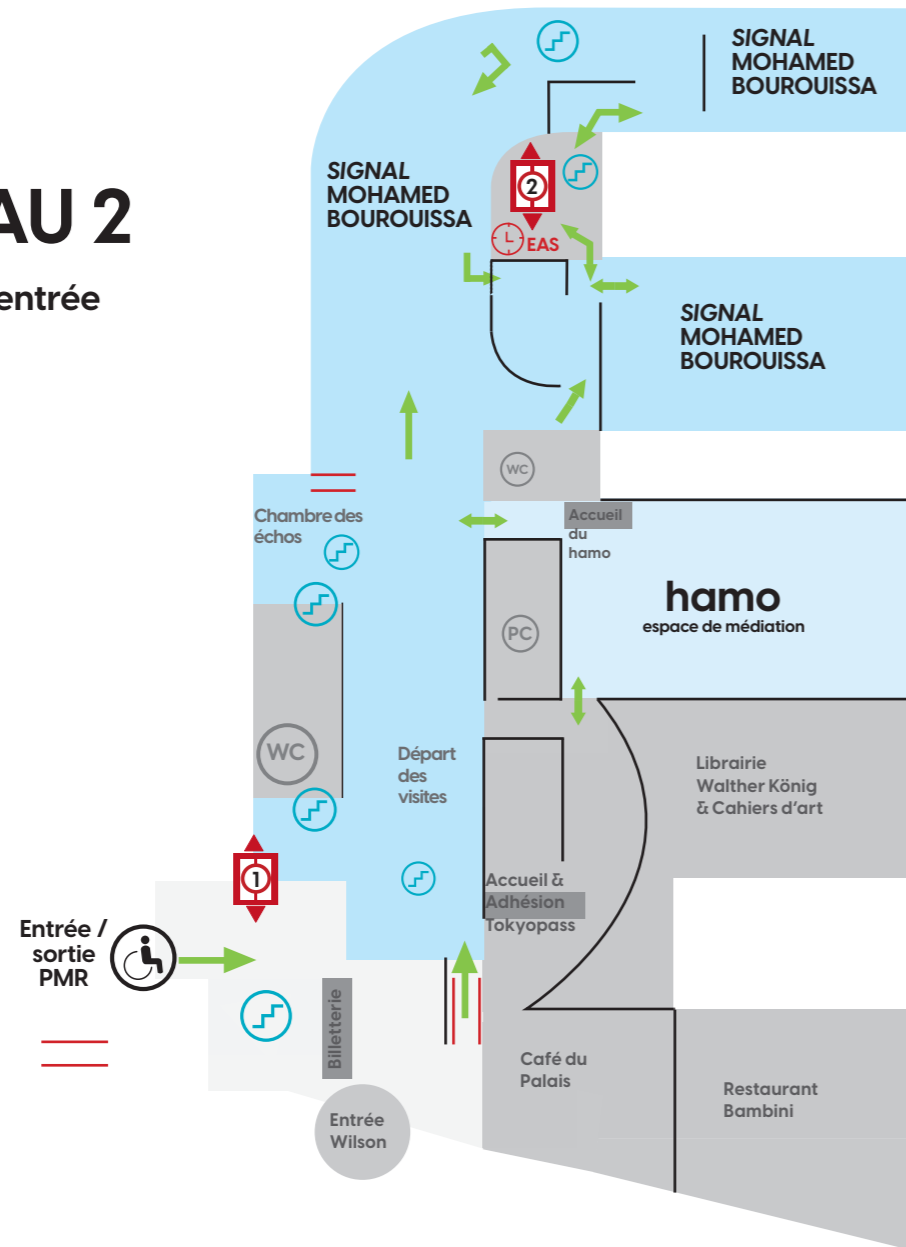 SIGNAL
MOHAMED
BOUROUISSA
SIGNAL
MOHAMED
BOUROUISSA
AU 2
entrée
2
L
EAS
SIGNAL
MOHAMED
BOUROUISSA
WC
Chambre des
échos
Accueil
du
hamo
hamo
espace de médiation
PC
WC
Départ
des
visites
Librairie
Walther König
& Cahiers d'art
1
Accueil &
Adhésion
Tokyopass
Entrée /
sortie
PMR
Billetterie
Café du
Palais
Restaurant
Bambini
Entrée
Wilson